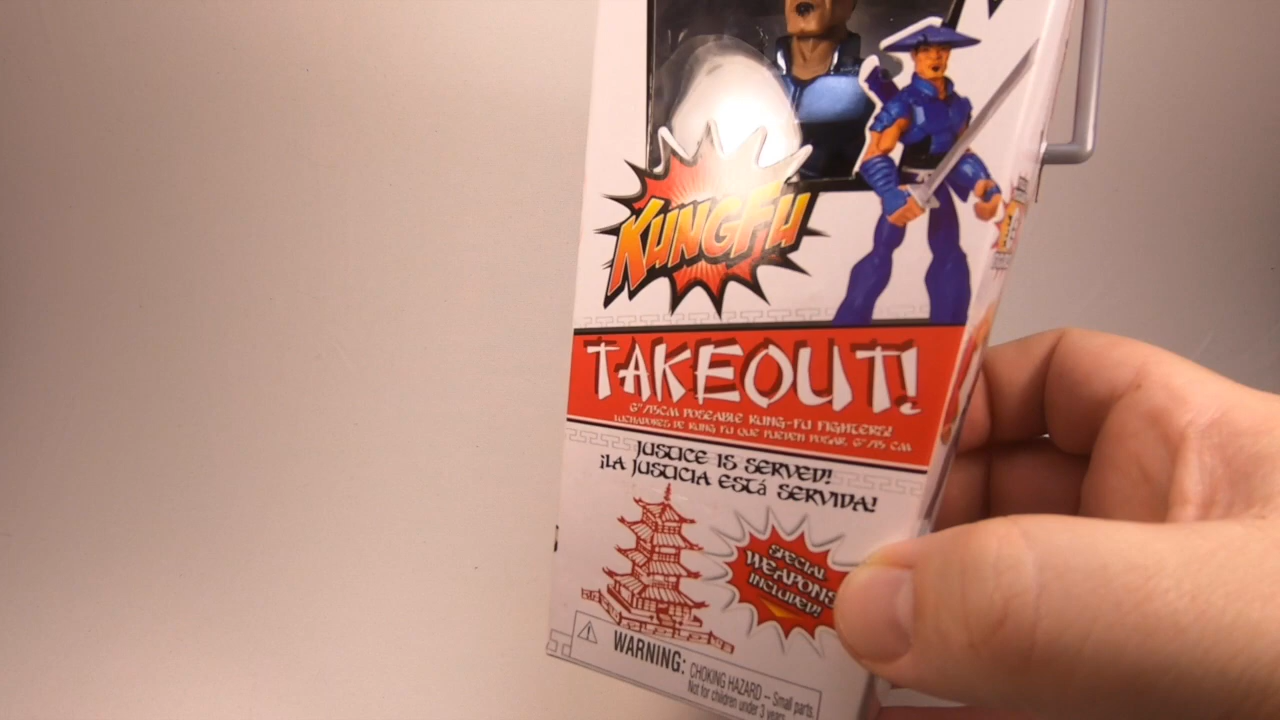 KUNGFU
TAKEOUT!
6"/15CM POSEABLE KUNG-FU FIGHTERS!
LUCHADORES DE KUNG FU QUE PUEDEN POSAR, 6"/15 CM
JUSTICE IS SERVED!
¡LA JUSTICIA ESTá SERVIDA!
SPECIAL
WEAPONS
INCLUDED!
WARNING: CHOKING HAZARD – Small parts.
Not for children under 3 years.